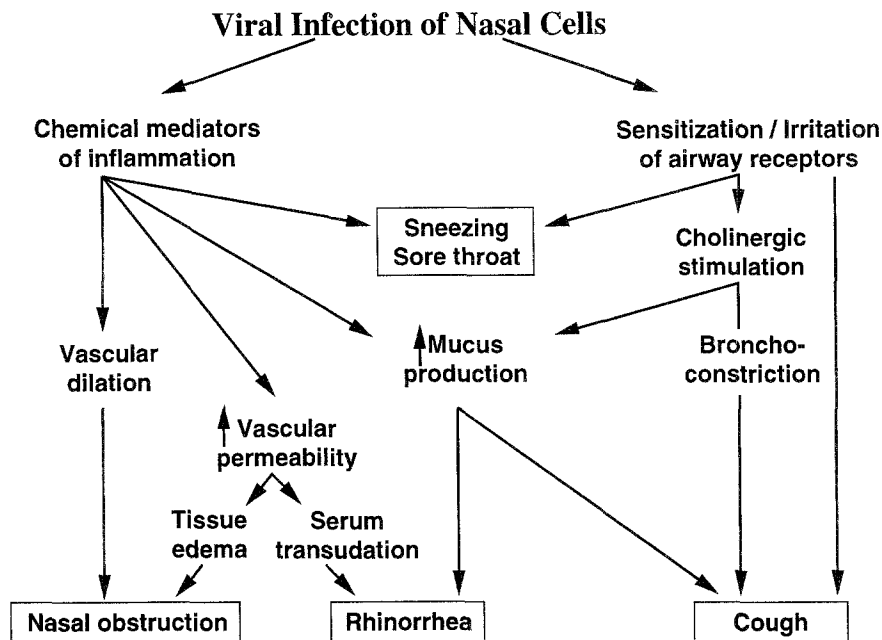 Viral Infection of Nasal Cells
Chemical mediators
of inflammation
Sensitization / Irritation
of airway receptors
Sneezing
Sore throat
Cholinergic
stimulation
Vascular
dilation
Mucus
production
Broncho-
constriction
Vascular
permeability
Tissue
edema
Serum
transudation
Nasal obstruction
Rhinorrhea
Cough